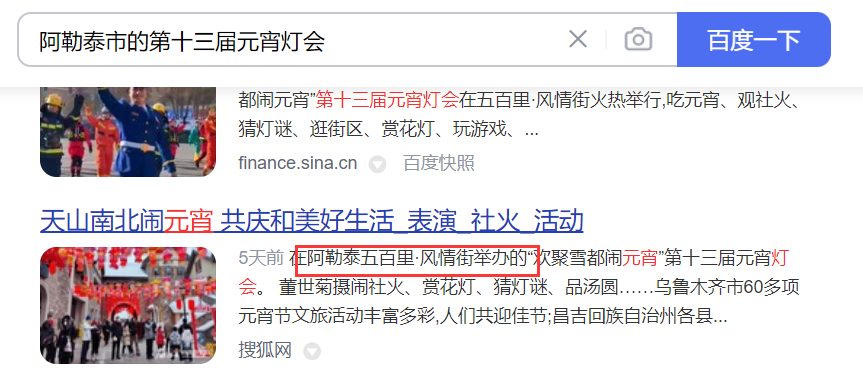 阿勒泰市的第十三届元宵灯会
百度一下
都闹元宵”第十三届元宵灯会在五百里·风情街火热举行,吃元宵、观社火、
猜灯谜、逛街区、赏花灯、玩游戏、...
finance.sina.cn 百度快照
天山南北闹元宵 共庆和美好生活_表演_社火_活动
5天前 在阿勒泰五百里·风情街举办的“欢聚雪都闹元宵”第十三届元宵灯
会。 董世菊摄闹社火、赏花灯、猜灯谜、品汤圆……乌鲁木齐市60多项
元宵节文旅活动丰富多彩,人们共迎佳节;昌吉回族自治州各县...
搜狐网